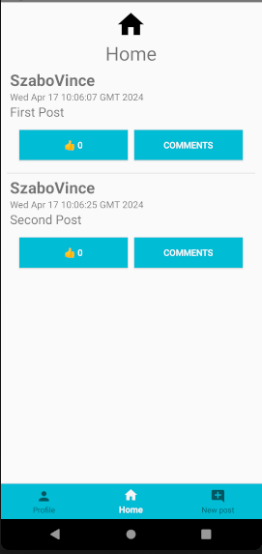 Home
SzaboVince
Wed Apr 17 10:06:07 GMT 2024
First Post
👍 0 COMMENTS
SzaboVince
Wed Apr 17 10:06:25 GMT 2024
Second Post
👍 0 COMMENTS
Profile Home New post